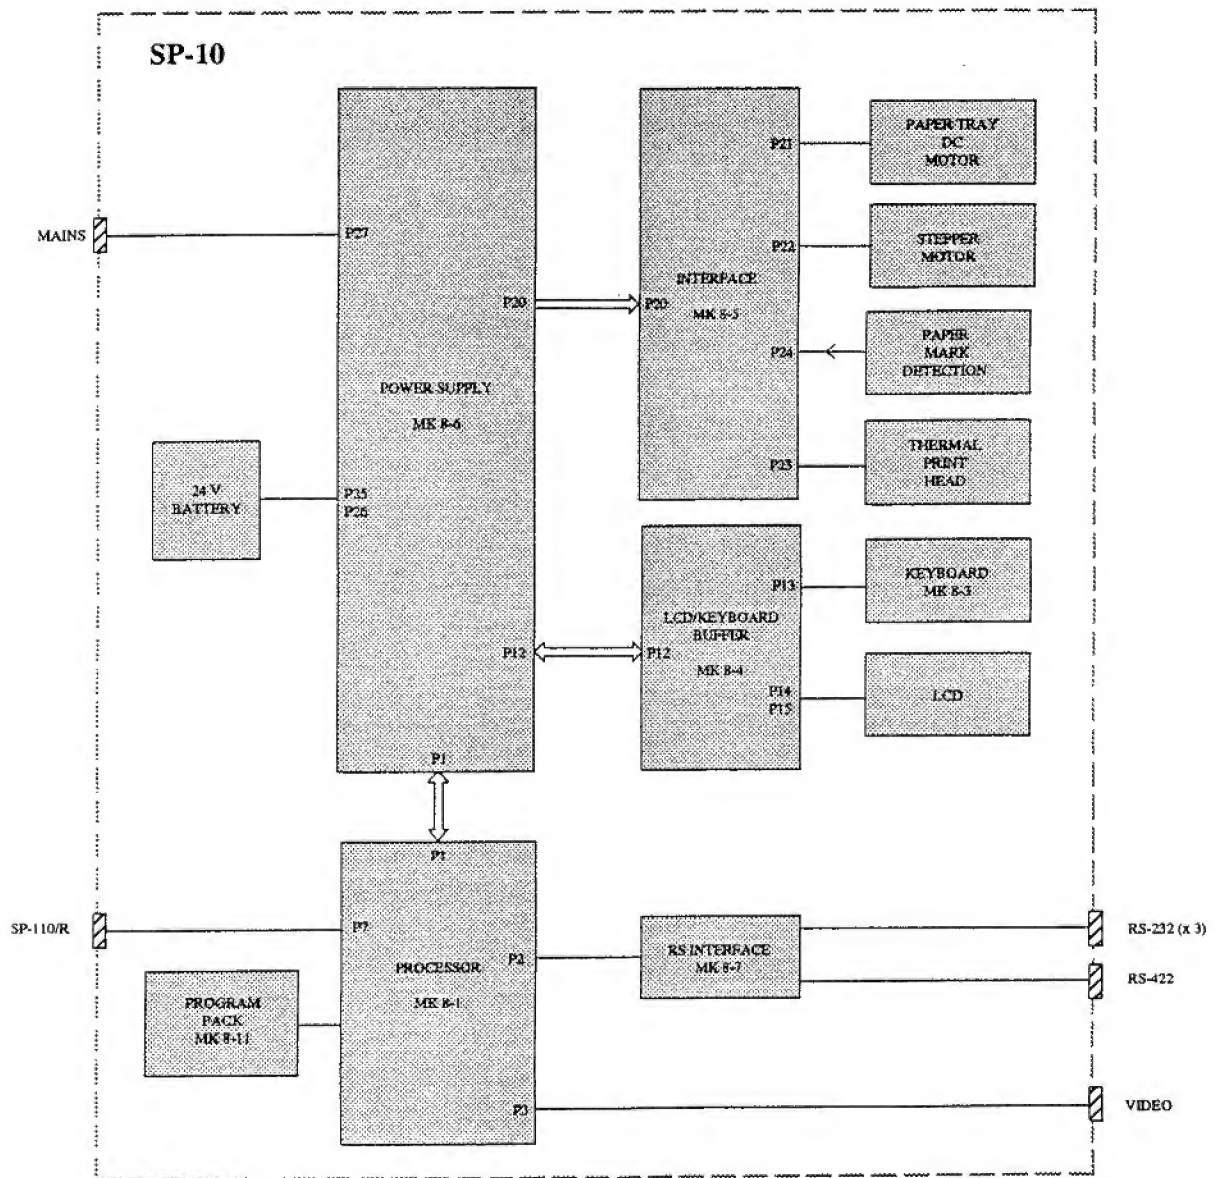 SP-10
MAINS
P27
P20
POWER SUPPLY
MK 8-6
24 V
BATTERY
P25
P26
P12
P1
INTERFACE
MK 8-5
P20
P21
P22
P24
P23
PAPER TRAY
DC
MOTOR
STEPPER
MOTOR
PAPER
MARK
DETECTION
THERMAL
PRINT
HEAD
LCD/KEYBOARD
BUFFER
MK 8-4
P12
P13
P14
P15
KEYBOARD
MK 8-3
LCD
P1
SP-110/R
P7
PROCESSOR
MK 8-1
P2
P3
PROGRAM
PACK
MK 8-11
RS INTERFACE
MK 8-7
RS-232 (x 3)
RS-422
VIDEO